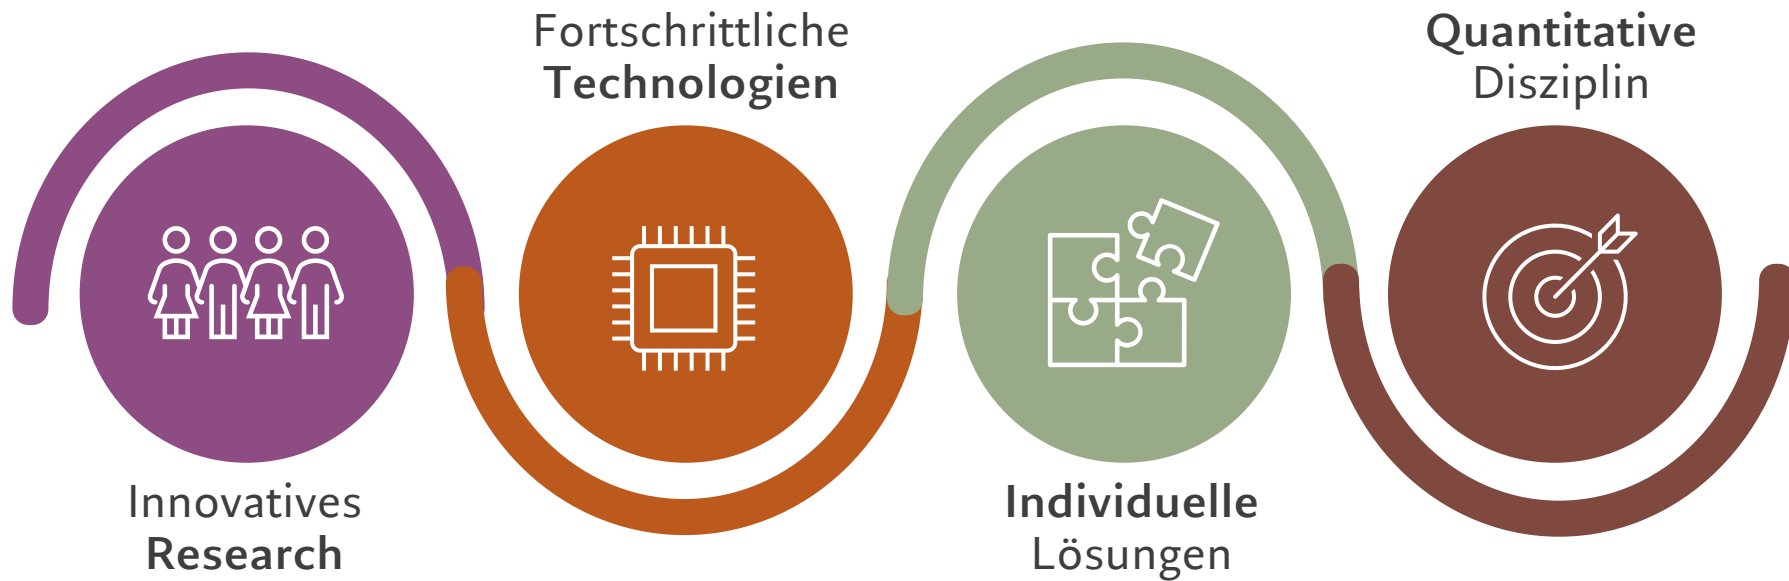 Innovatives
Research
Fortschrittliche
Technologien
Individuelle
Lösungen
Quantitative
Disziplin